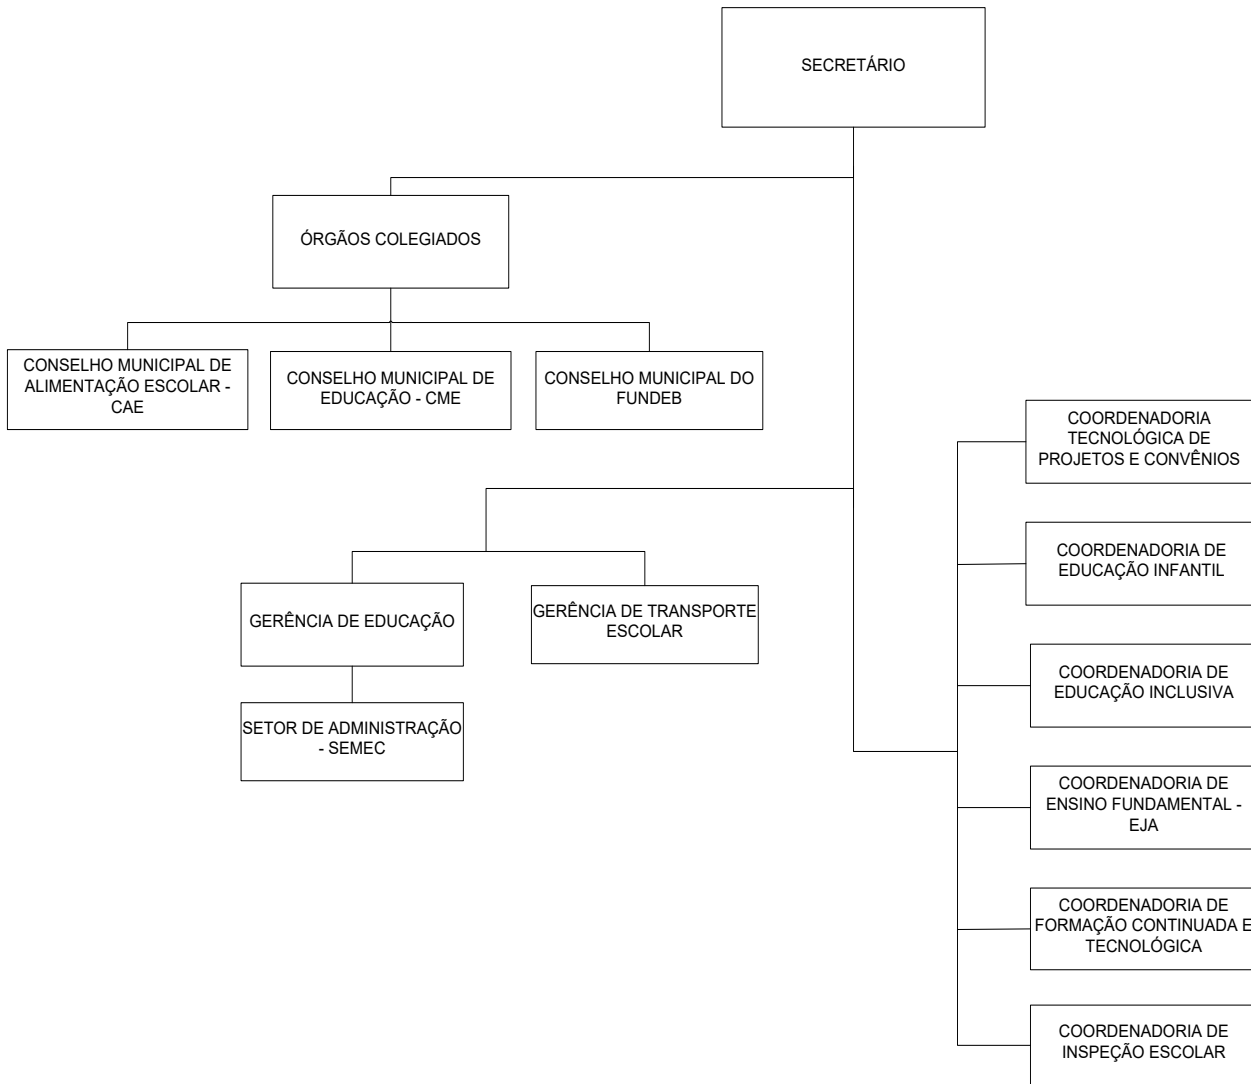 SECRETÁRIO
ÓRGÃOS COLEGIADOS
CONSELHO MUNICIPAL DE
ALIMENTAÇÃO ESCOLAR -
CAE
CONSELHO MUNICIPAL DE
EDUCAÇÃO - CME
CONSELHO MUNICIPAL DO
FUNDEB
GERÊNCIA DE EDUCAÇÃO
GERÊNCIA DE TRANSPORTE
ESCOLAR
SETOR DE ADMINISTRAÇÃO
- SEMEC
COORDENADORIA
TECNOLÓGICA DE
PROJETOS E CONVÊNIOS
COORDENADORIA DE
EDUCAÇÃO INFANTIL
COORDENADORIA DE
EDUCAÇÃO INCLUSIVA
COORDENADORIA DE
ENSINO FUNDAMENTAL -
EJA
COORDENADORIA DE
FORMAÇÃO CONTINUADA E
TECNOLÓGICA
COORDENADORIA DE
INSPEÇÃO ESCOLAR